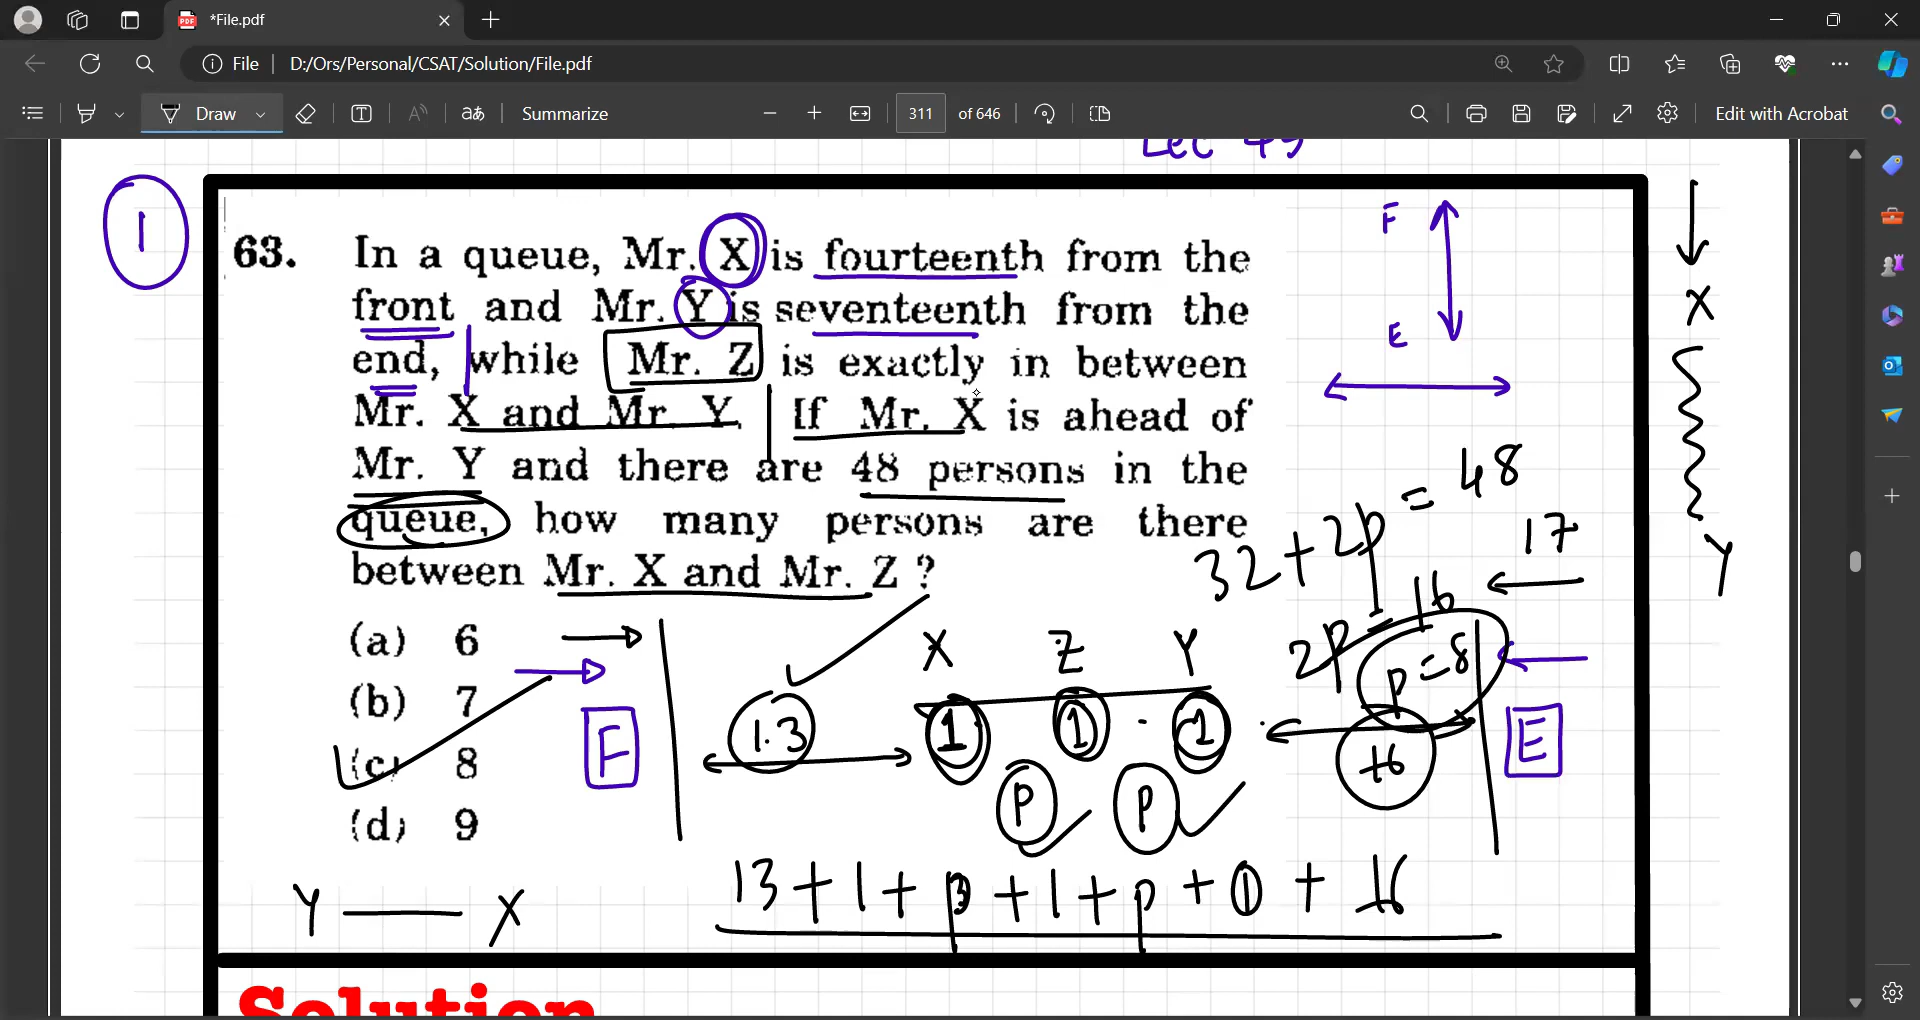 *File.pdf
File D:/Ors/Personal/CSAT/Solution/File.pdf
Draw Summarize 311 of 646 Edit with Acrobat
Lec 49
1
63. In a queue, Mr. X is fourteenth from the
front and Mr. Y is seventeenth from the
end, while Mr. Z is exactly in between
Mr. X and Mr. Y. If Mr. X is ahead of
Mr. Y and there are 48 persons in the
queue, how many persons are there
between Mr. X and Mr. Z ?
(a) 6
(b) 7
(c) 8
(d) 9
F
E
X
Y
32+2p = 48
17
2p = 16
p = 8
X Z Y
F 13 1 1 1 16 E
p p
13 + 1 + p + 1 + p + 1 + 16
Y — X
Solution